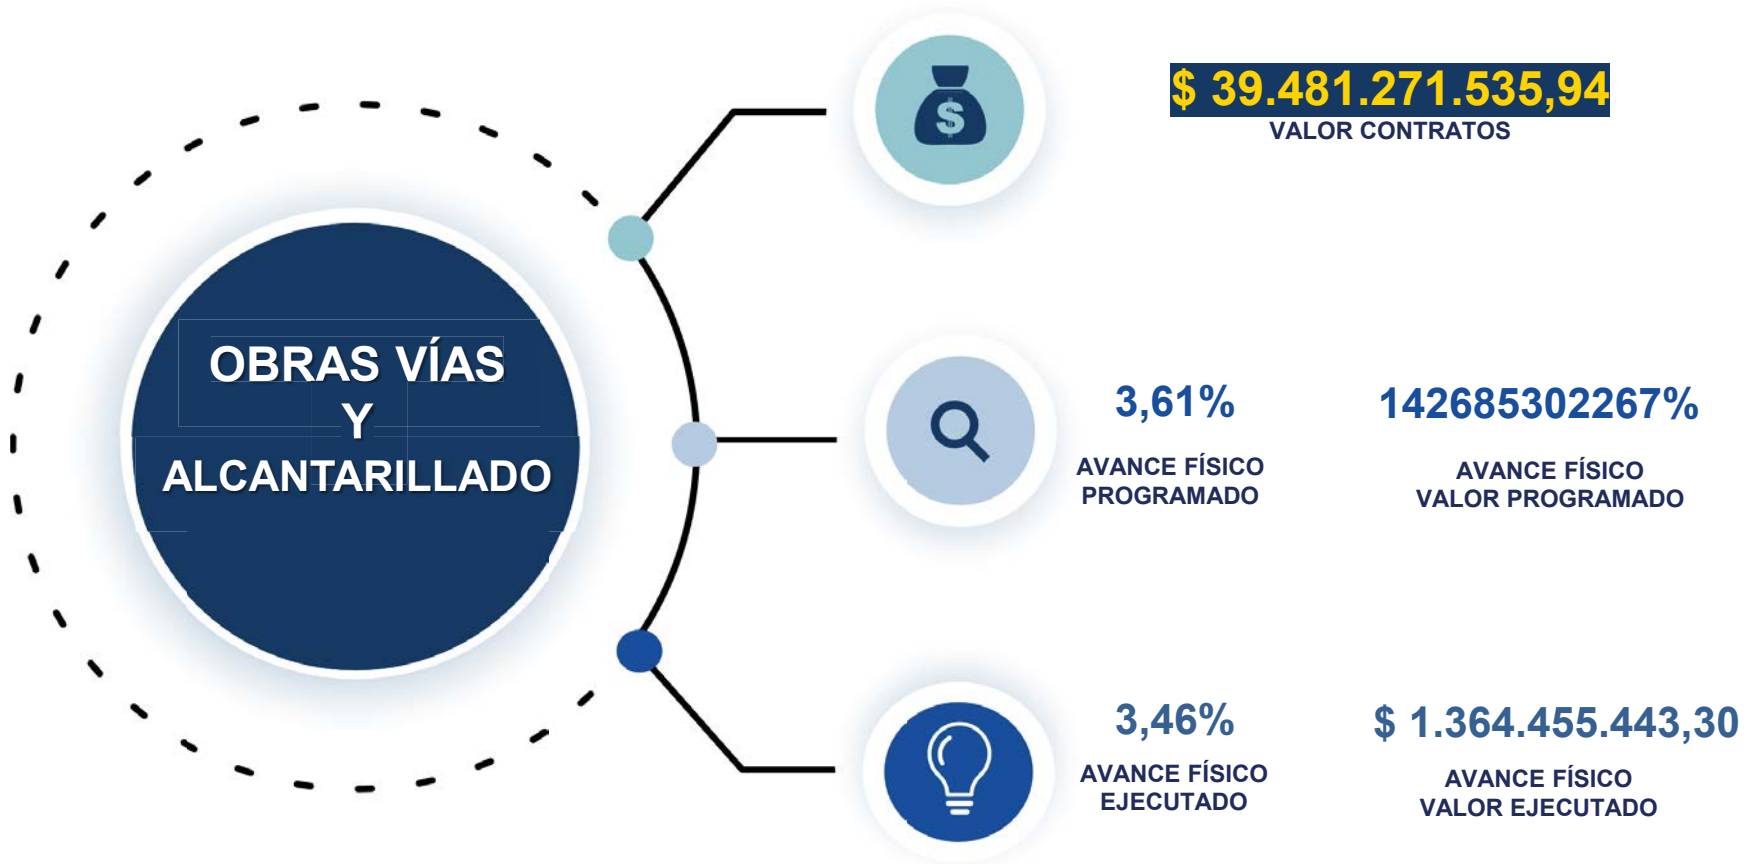 OBRAS VÍAS
Y
ALCANTARILLADO
$
$ 39.481.271.535,94
VALOR CONTRATOS
3,61%
AVANCE FÍSICO
PROGRAMADO
142685302267%
AVANCE FÍSICO
VALOR PROGRAMADO
3,46%
AVANCE FÍSICO
EJECUTADO
$ 1.364.455.443,30
AVANCE FÍSICO
VALOR EJECUTADO